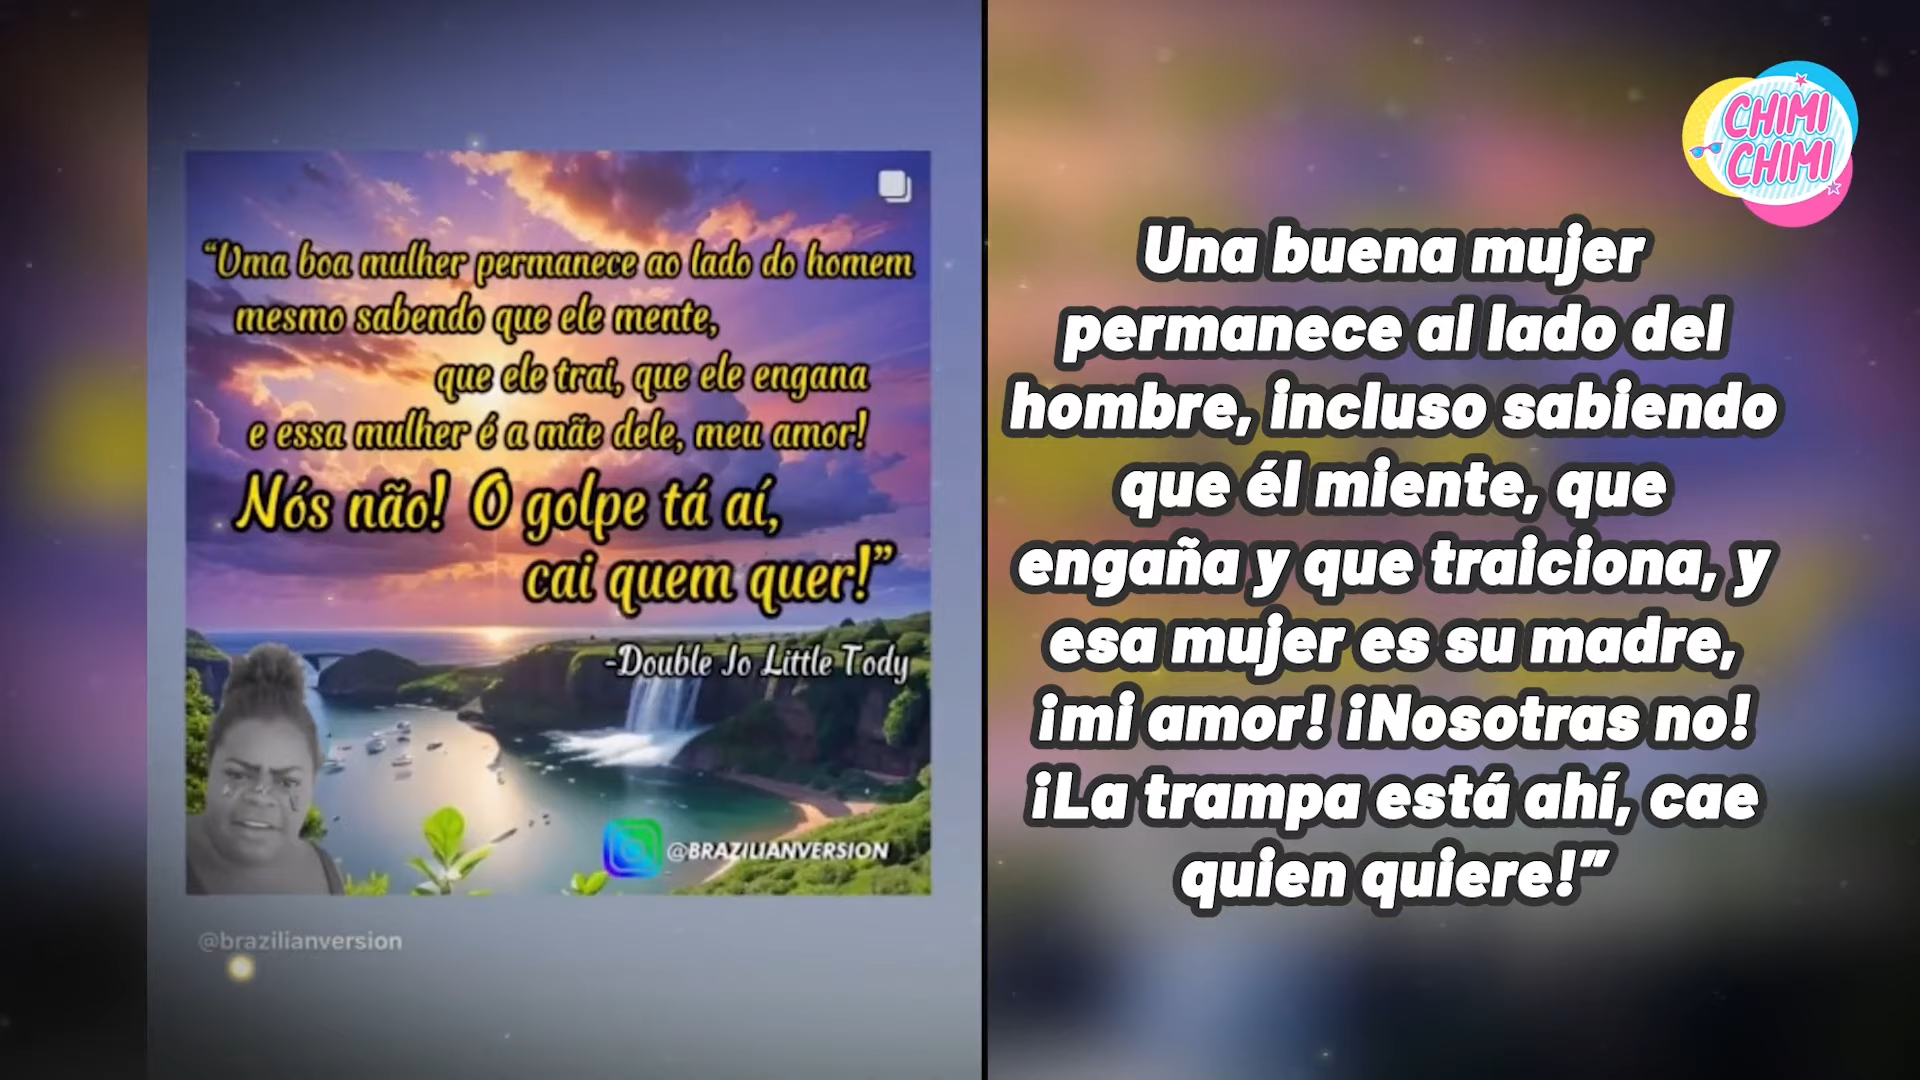 “Uma boa mulher permanece ao lado do homem
mesmo sabendo que ele mente,
que ele trai, que ele engana
e essa mulher é a mãe dele, meu amor!
Nós não! O golpe tá aí,
cai quem quer!”
-Double Jo Little Tody
@BRAZILIANVERSION
@brazilianversion
CHIMI
CHIMI
Una buena mujer
permanece al lado del
hombre, incluso sabiendo
que él miente, que
engaña y que traiciona, y
esa mujer es su madre,
¡mi amor! ¡Nosotras no!
¡La trampa está ahí, cae
quien quiere!”